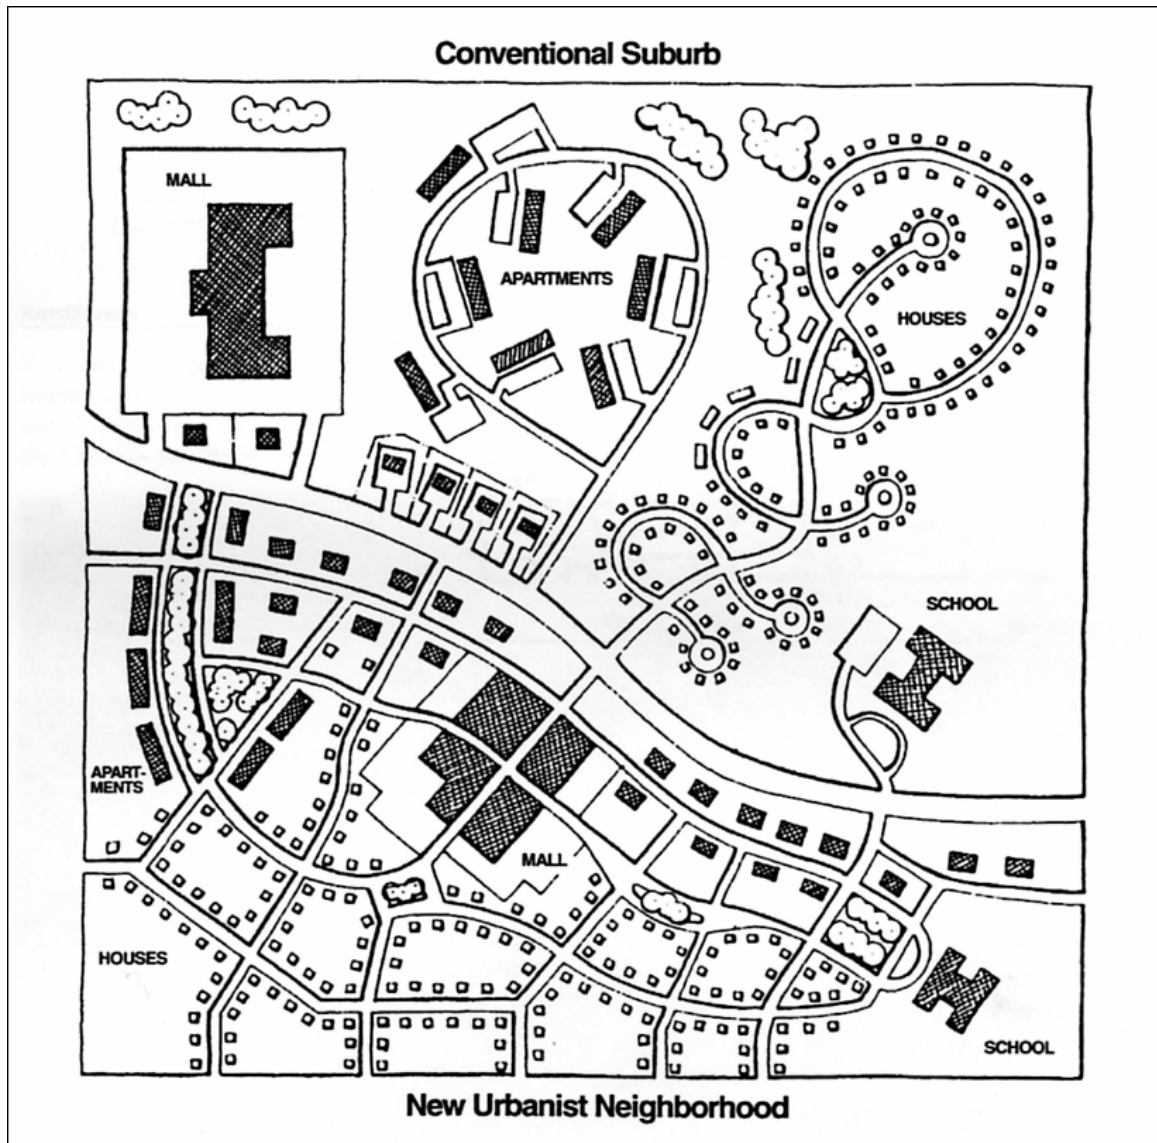 Conventional Suburb
MALL
APARTMENTS
HOUSES
SCHOOL
APART-
MENTS
MALL
HOUSES
SCHOOL
New Urbanist Neighborhood